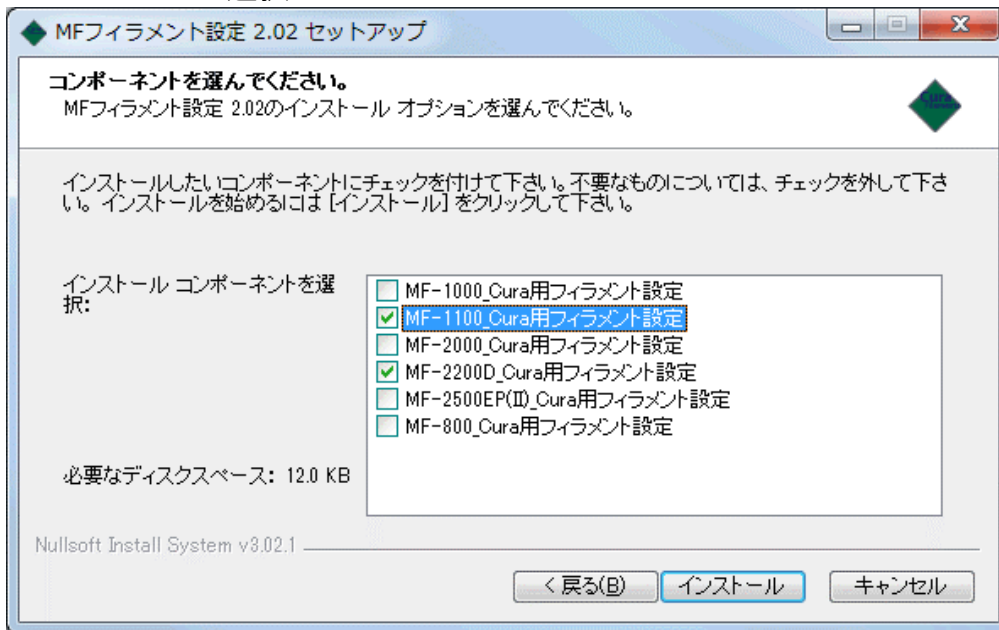 選択
MFフィラメント設定 2.02 セットアップ
コンポーネントを選んでください。
MFフィラメント設定 2.02のインストール オプションを選んでください。
Cura
インストールしたいコンポーネントにチェックを付けて下さい。不要なものについては、チェックを外して下さ
い。インストールを始めるには [インストール] をクリックして下さい。
インストール コンポーネントを選
択:
MF-1000_Cura用フィラメント設定
MF-1100_Cura用フィラメント設定
MF-2000_Cura用フィラメント設定
MF-2200D_Cura用フィラメント設定
MF-2500EP(Ⅱ)_Cura用フィラメント設定
MF-800_Cura用フィラメント設定
必要なディスクスペース: 12.0 KB
Nullsoft Install System v3.02.1
< 戻る(B)
インストール
キャンセル